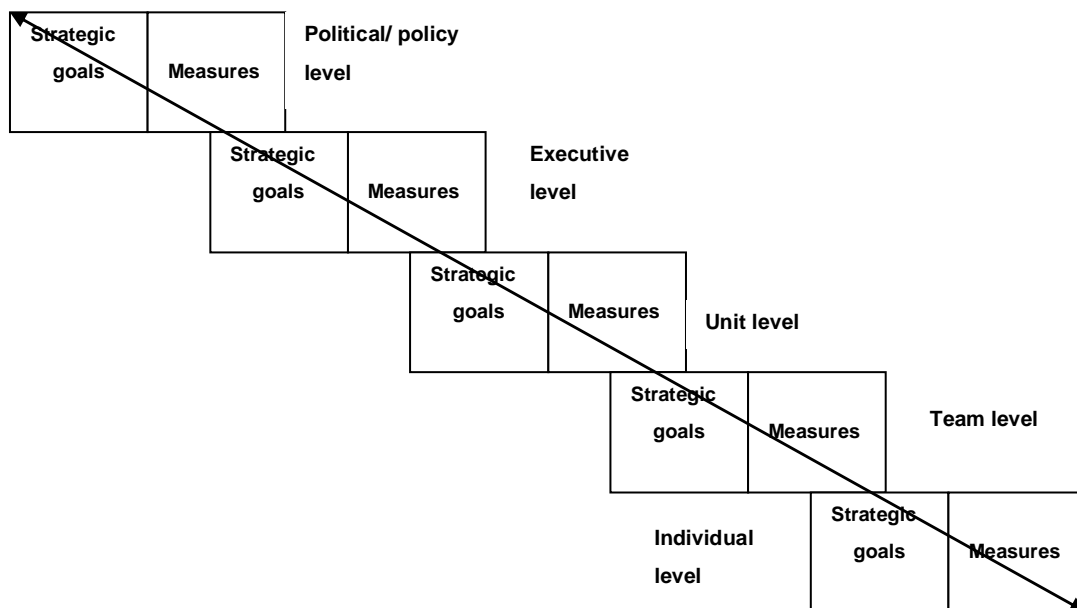 Strategic
goals
Measures
Political/ policy
level
Strategic
goals
Measures
Executive
level
Strategic
goals
Measures
Unit level
Strategic
goals
Measures
Team level
Individual
level
Strategic
goals
Measures